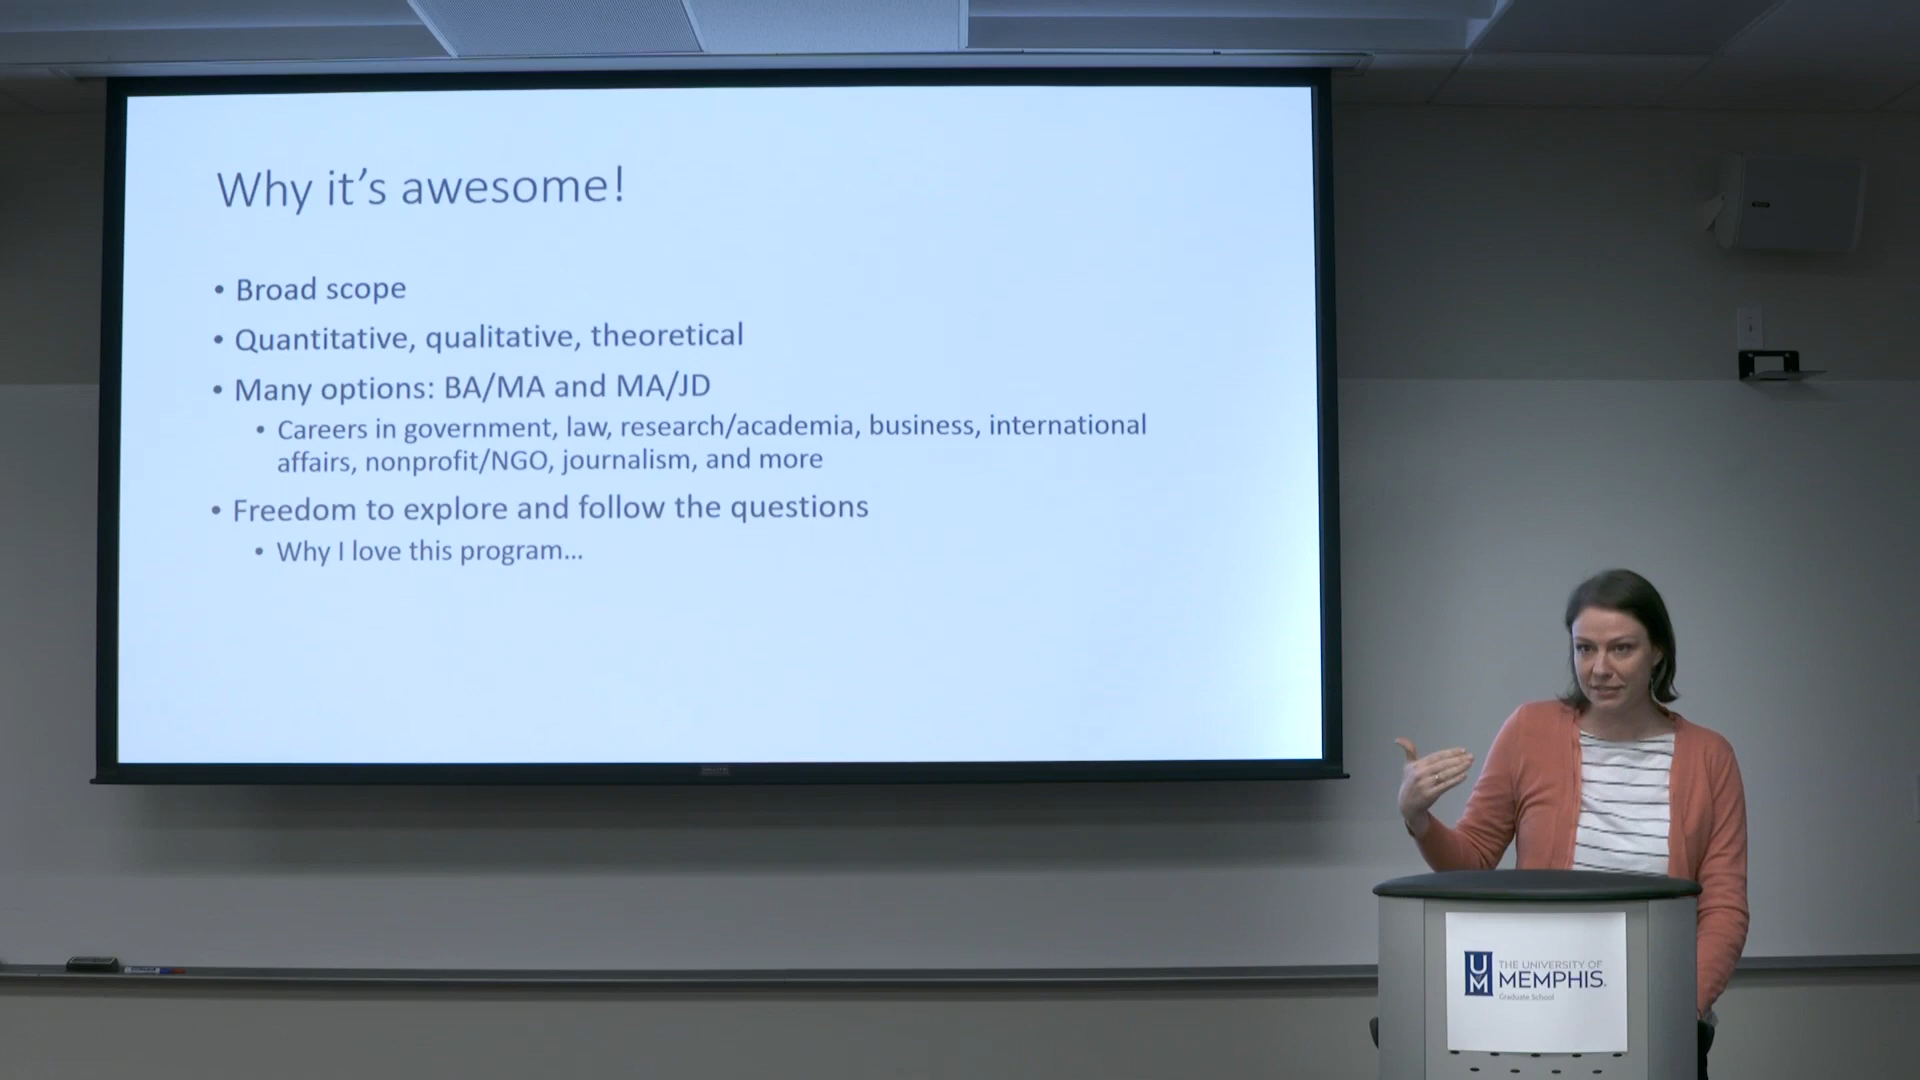 Why it's awesome!
• Broad scope
• Quantitative, qualitative, theoretical
• Many options: BA/MA and MA/JD
• Careers in government, law, research/academia, business, international
affairs, nonprofit/NGO, journalism, and more
• Freedom to explore and follow the questions
• Why I love this program...
UM
THE UNIVERSITY OF
MEMPHIS.
Graduate School